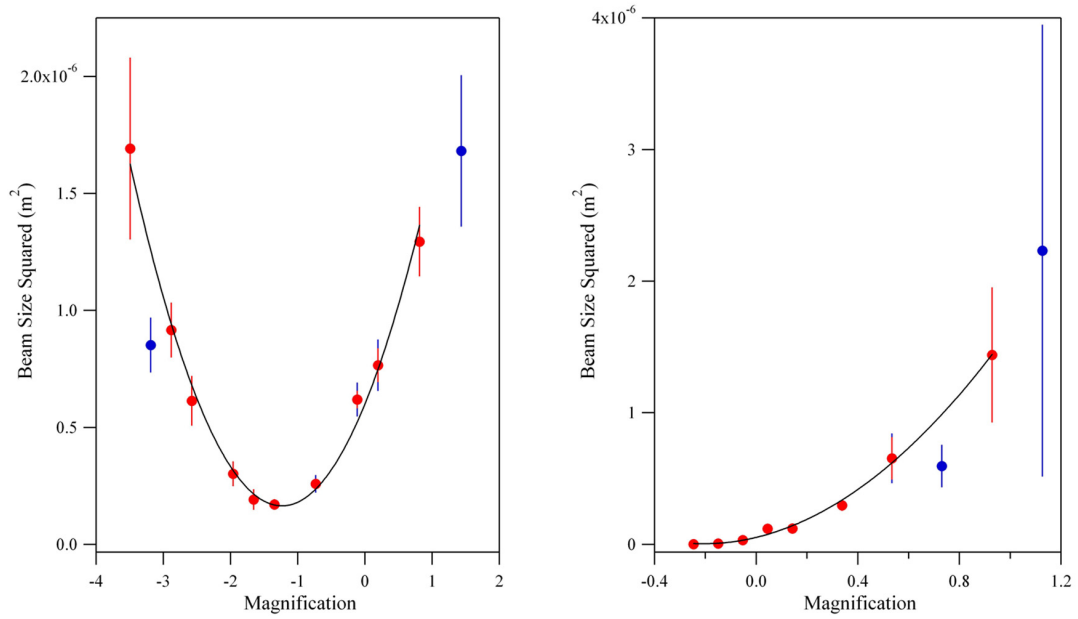 2.0x10⁻⁶
1.5
1.0
0.5
0.0
-4 -3 -2 -1 0 1 2
Magnification
Beam Size Squared (m²)
4x10⁻⁶
3
2
1
0
-0.4 0.0 0.4 0.8 1.2
Magnification
Beam Size Squared (m²)